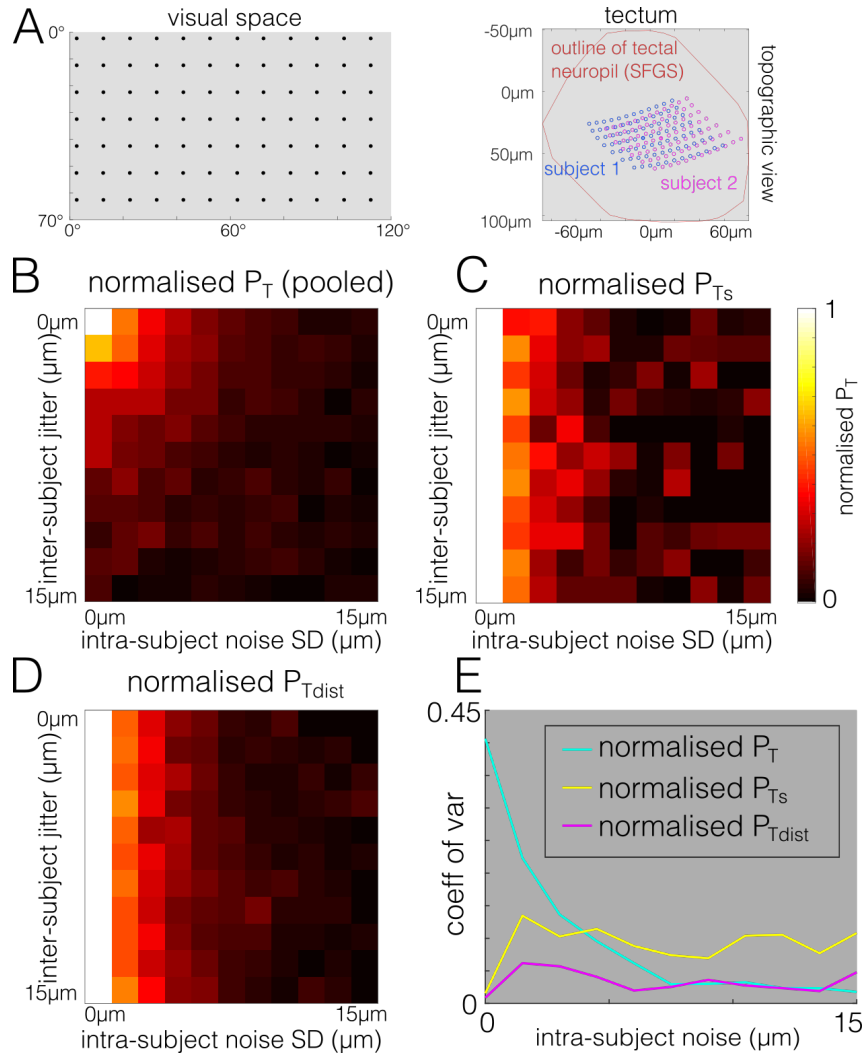 A
visual space
0°
70°
0°
60°
120°
tectum
-50µm
0µm
50µm
100µm
outline of tectal
neuropil (SFGS)
subject 1
subject 2
-60µm
0µm
60µm
topographic view
B
normalised P_T (pooled)
0µm
inter-subject jitter (µm)
15µm
0µm
15µm
intra-subject noise SD (µm)
C
normalised P_Ts
0µm
inter-subject jitter (µm)
15µm
0µm
15µm
intra-subject noise SD (µm)
1
normalised P_T
0
D
normalised P_Tdist
0µm
inter-subject jitter (µm)
15µm
0µm
15µm
intra-subject noise SD (µm)
E
0.45
coeff of var
0
normalised P_T
normalised P_Ts
normalised P_Tdist
0
15
intra-subject noise (µm)